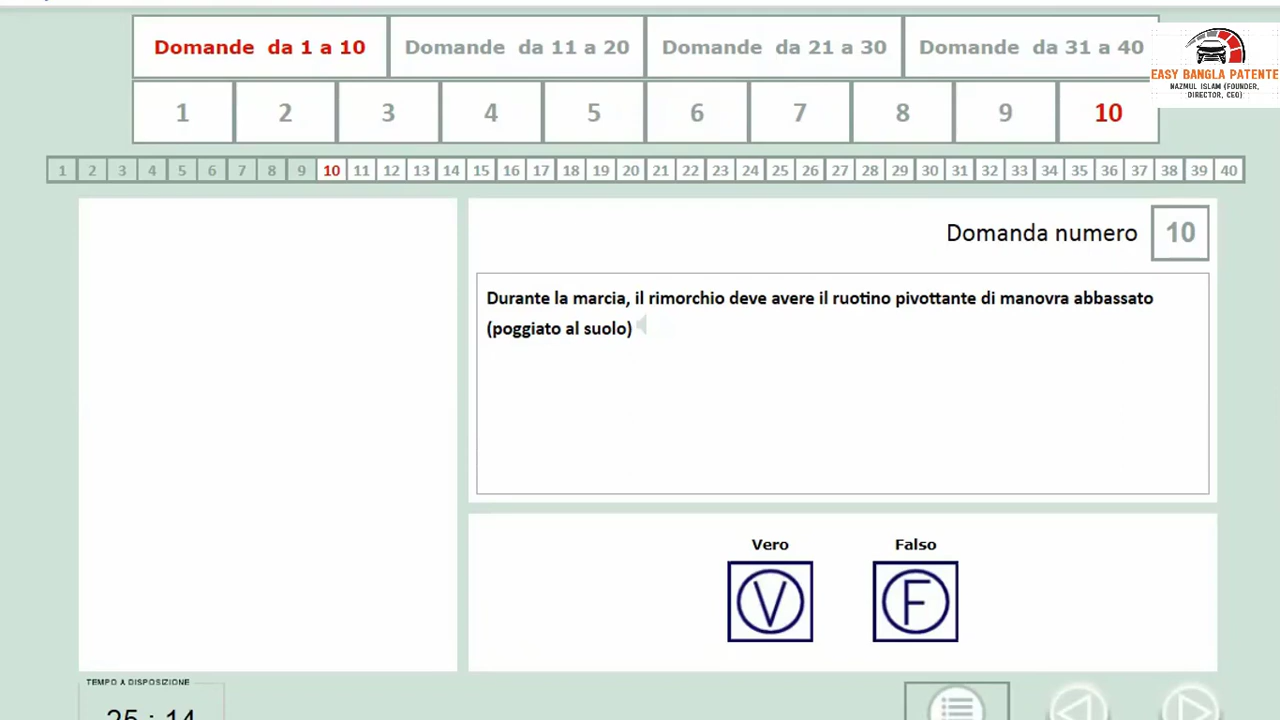 Domande da 1 a 10 Domande da 11 a 20 Domande da 21 a 30 Domande da 31 a 40
EASY BANGLA PATENTE
NAZMUL ISLAM (FOUNDER,
DIRECTOR, CEO)
1 2 3 4 5 6 7 8 9 10
1 2 3 4 5 6 7 8 9 10 11 12 13 14 15 16 17 18 19 20 21 22 23 24 25 26 27 28 29 30 31 32 33 34 35 36 37 38 39 40
Domanda numero 10
Durante la marcia, il rimorchio deve avere il ruotino pivottante di manovra abbassato
(poggiato al suolo)
Vero Falso
V F
TEMPO A DISPOSIZIONE
25 : 14